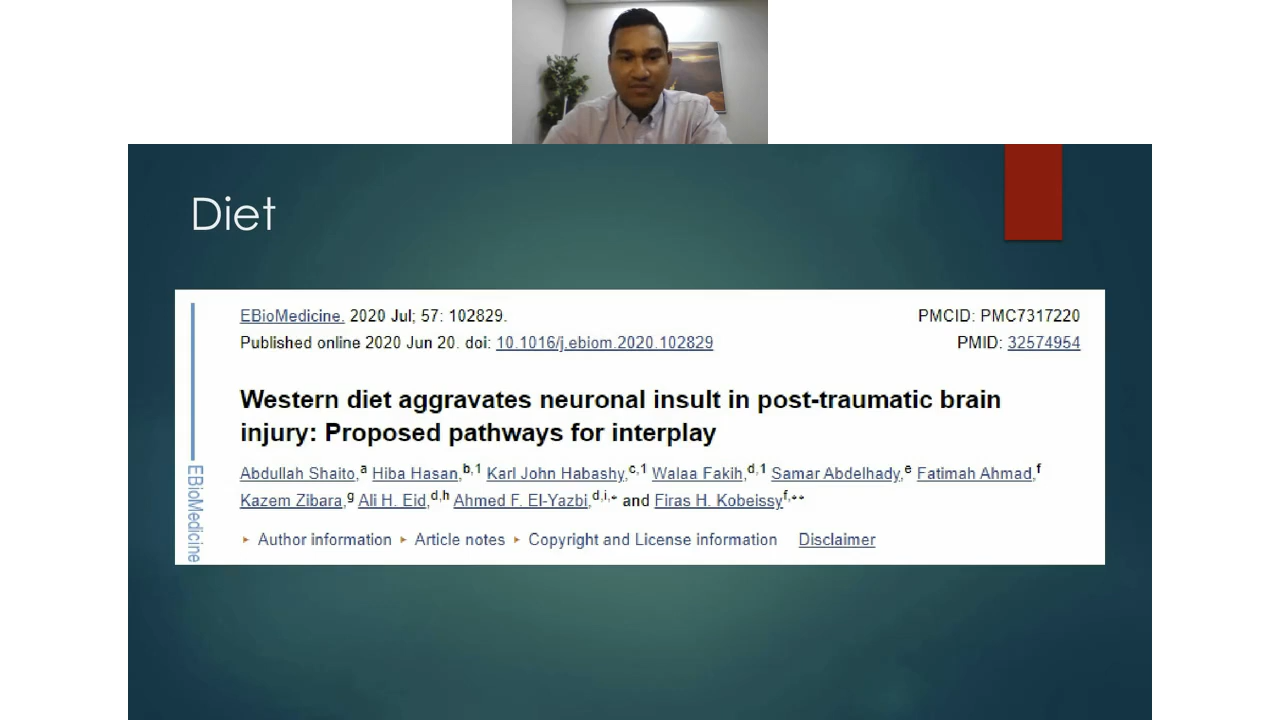 Diet
EBioMedicine. 2020 Jul; 57: 102829.
PMCID: PMC7317220
Published online 2020 Jun 20. doi: 10.1016/j.ebiom.2020.102829
PMID: 32574954
Western diet aggravates neuronal insult in post-traumatic brain
injury: Proposed pathways for interplay
Abdullah Shaito,a Hiba Hasan,b,1 Karl John Habashy,c,1 Walaa Fakih,d,1 Samar Abdelhady,e Fatimah Ahmad,f
Kazem Zibara,g Ali H. Eid,d,h Ahmed F. El-Yazbi,d,i,* and Firas H. Kobeissyf,**
EBioMedicine
▸ Author information ▸ Article notes ▸ Copyright and License information Disclaimer